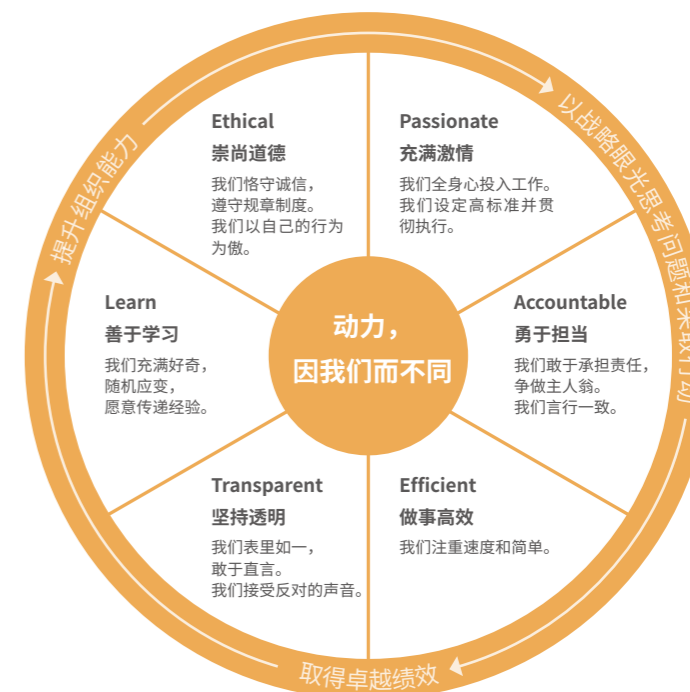 提升组织能力
以战略眼光思考问题和采取行动
Ethical
崇尚道德
我们恪守诚信，
遵守规章制度。
我们以自己的行为
为傲。
Passionate
充满激情
我们全身心投入工作。
我们设定高标准并贯
彻执行。
Learn
善于学习
我们充满好奇，
随机应变，
愿意传递经验。
动力，
因我们而不同
Accountable
勇于担当
我们敢于承担责任，
争做主人翁。
我们言行一致。
Transparent
坚持透明
我们表里如一，
敢于直言。
我们接受反对的声音。
Efficient
做事高效
我们注重速度和简单。
取得卓越绩效